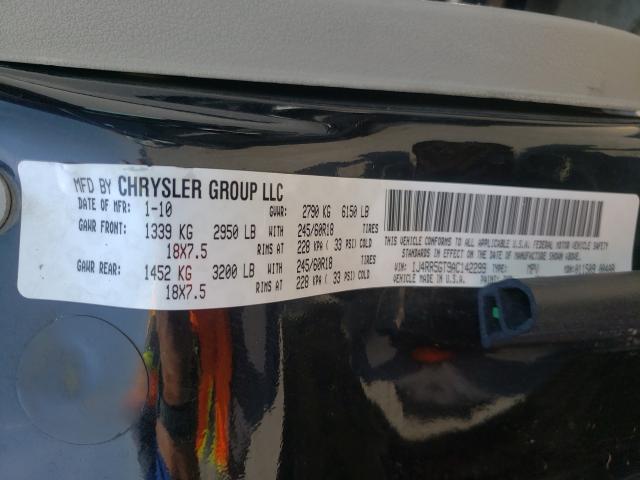 MFD BY CHRYSLER GROUP LLC
DATE OF MFR: 1-10 GVWR: 2790 KG 6150 LB
GAWR FRONT: 1339 KG 2950 LB WITH 245/60R18 TIRES
18X7.5 RIMS AT 228 KPA ( 33 PSI) COLD
GAWR REAR: 1452 KG 3200 LB WITH 245/60R18 TIRES
18X7.5 RIMS AT 228 KPA ( 33 PSI) COLD
THIS VEHICLE CONFORMS TO ALL APPLICABLE U.S.A. FEDERAL MOTOR VEHICLE SAFETY
STANDARDS IN EFFECT ON THE DATE OF MANUFACTURE SHOWN ABOVE.
VIN: 1J4RR5GT9AC142299 TYPE: MPV
VEHICLE MADE IN U.S.A.